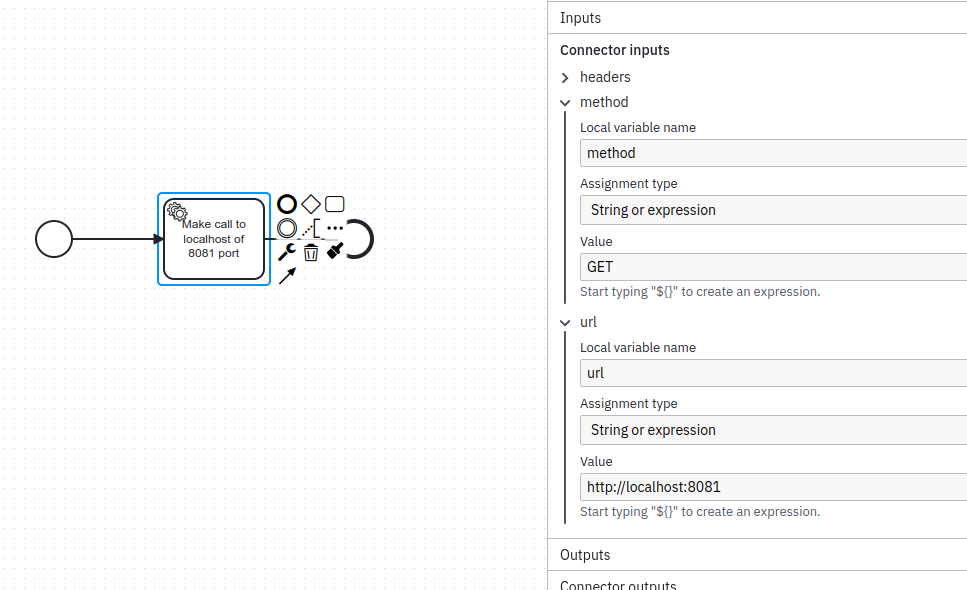 Make call to
localhost of
8081 port
Inputs
Connector inputs
headers
method
Local variable name
method
Assignment type
String or expression
Value
GET
Start typing "${}" to create an expression.
url
Local variable name
url
Assignment type
String or expression
Value
http://localhost:8081
Start typing "${}" to create an expression.
Outputs
Connector outputs